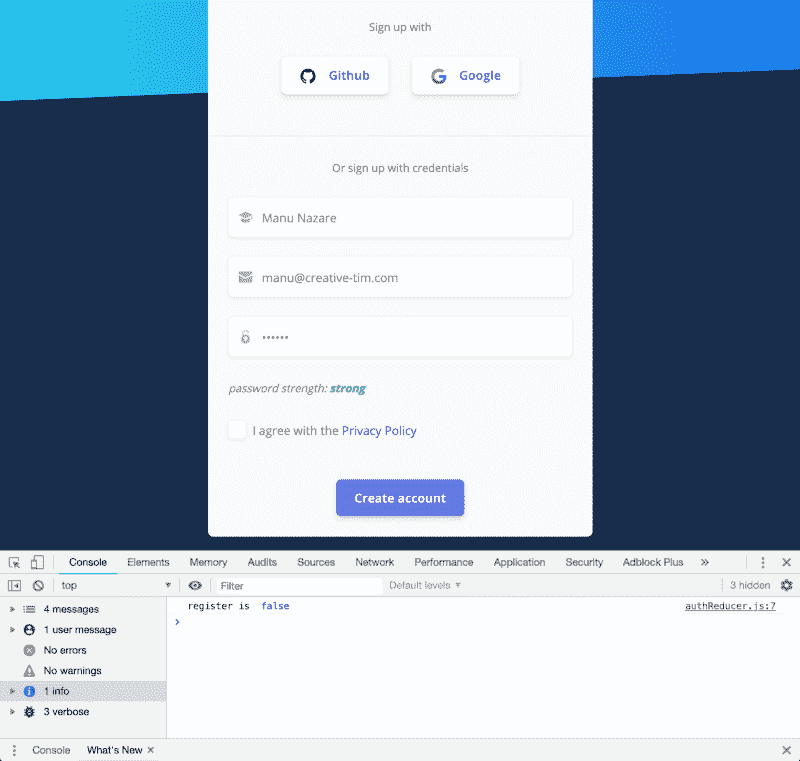 Sign up with
Github Google
Or sign up with credentials
Manu Nazare
manu@creative-tim.com
••••••
password strength: strong
I agree with the Privacy Policy
Create account
Console Elements Memory Audits Sources Network Performance Application Security Adblock Plus »
top Filter Default levels ▼ 3 hidden
4 messages
register is false authReducer.js:7
1 user message
No errors
No warnings
1 info
3 verbose
Console What's New ×